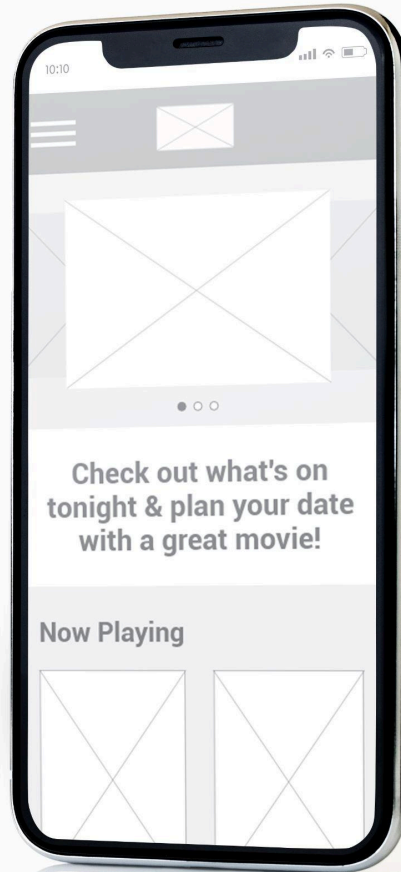 10:10
Check out what's on
tonight & plan your date
with a great movie!
Now Playing